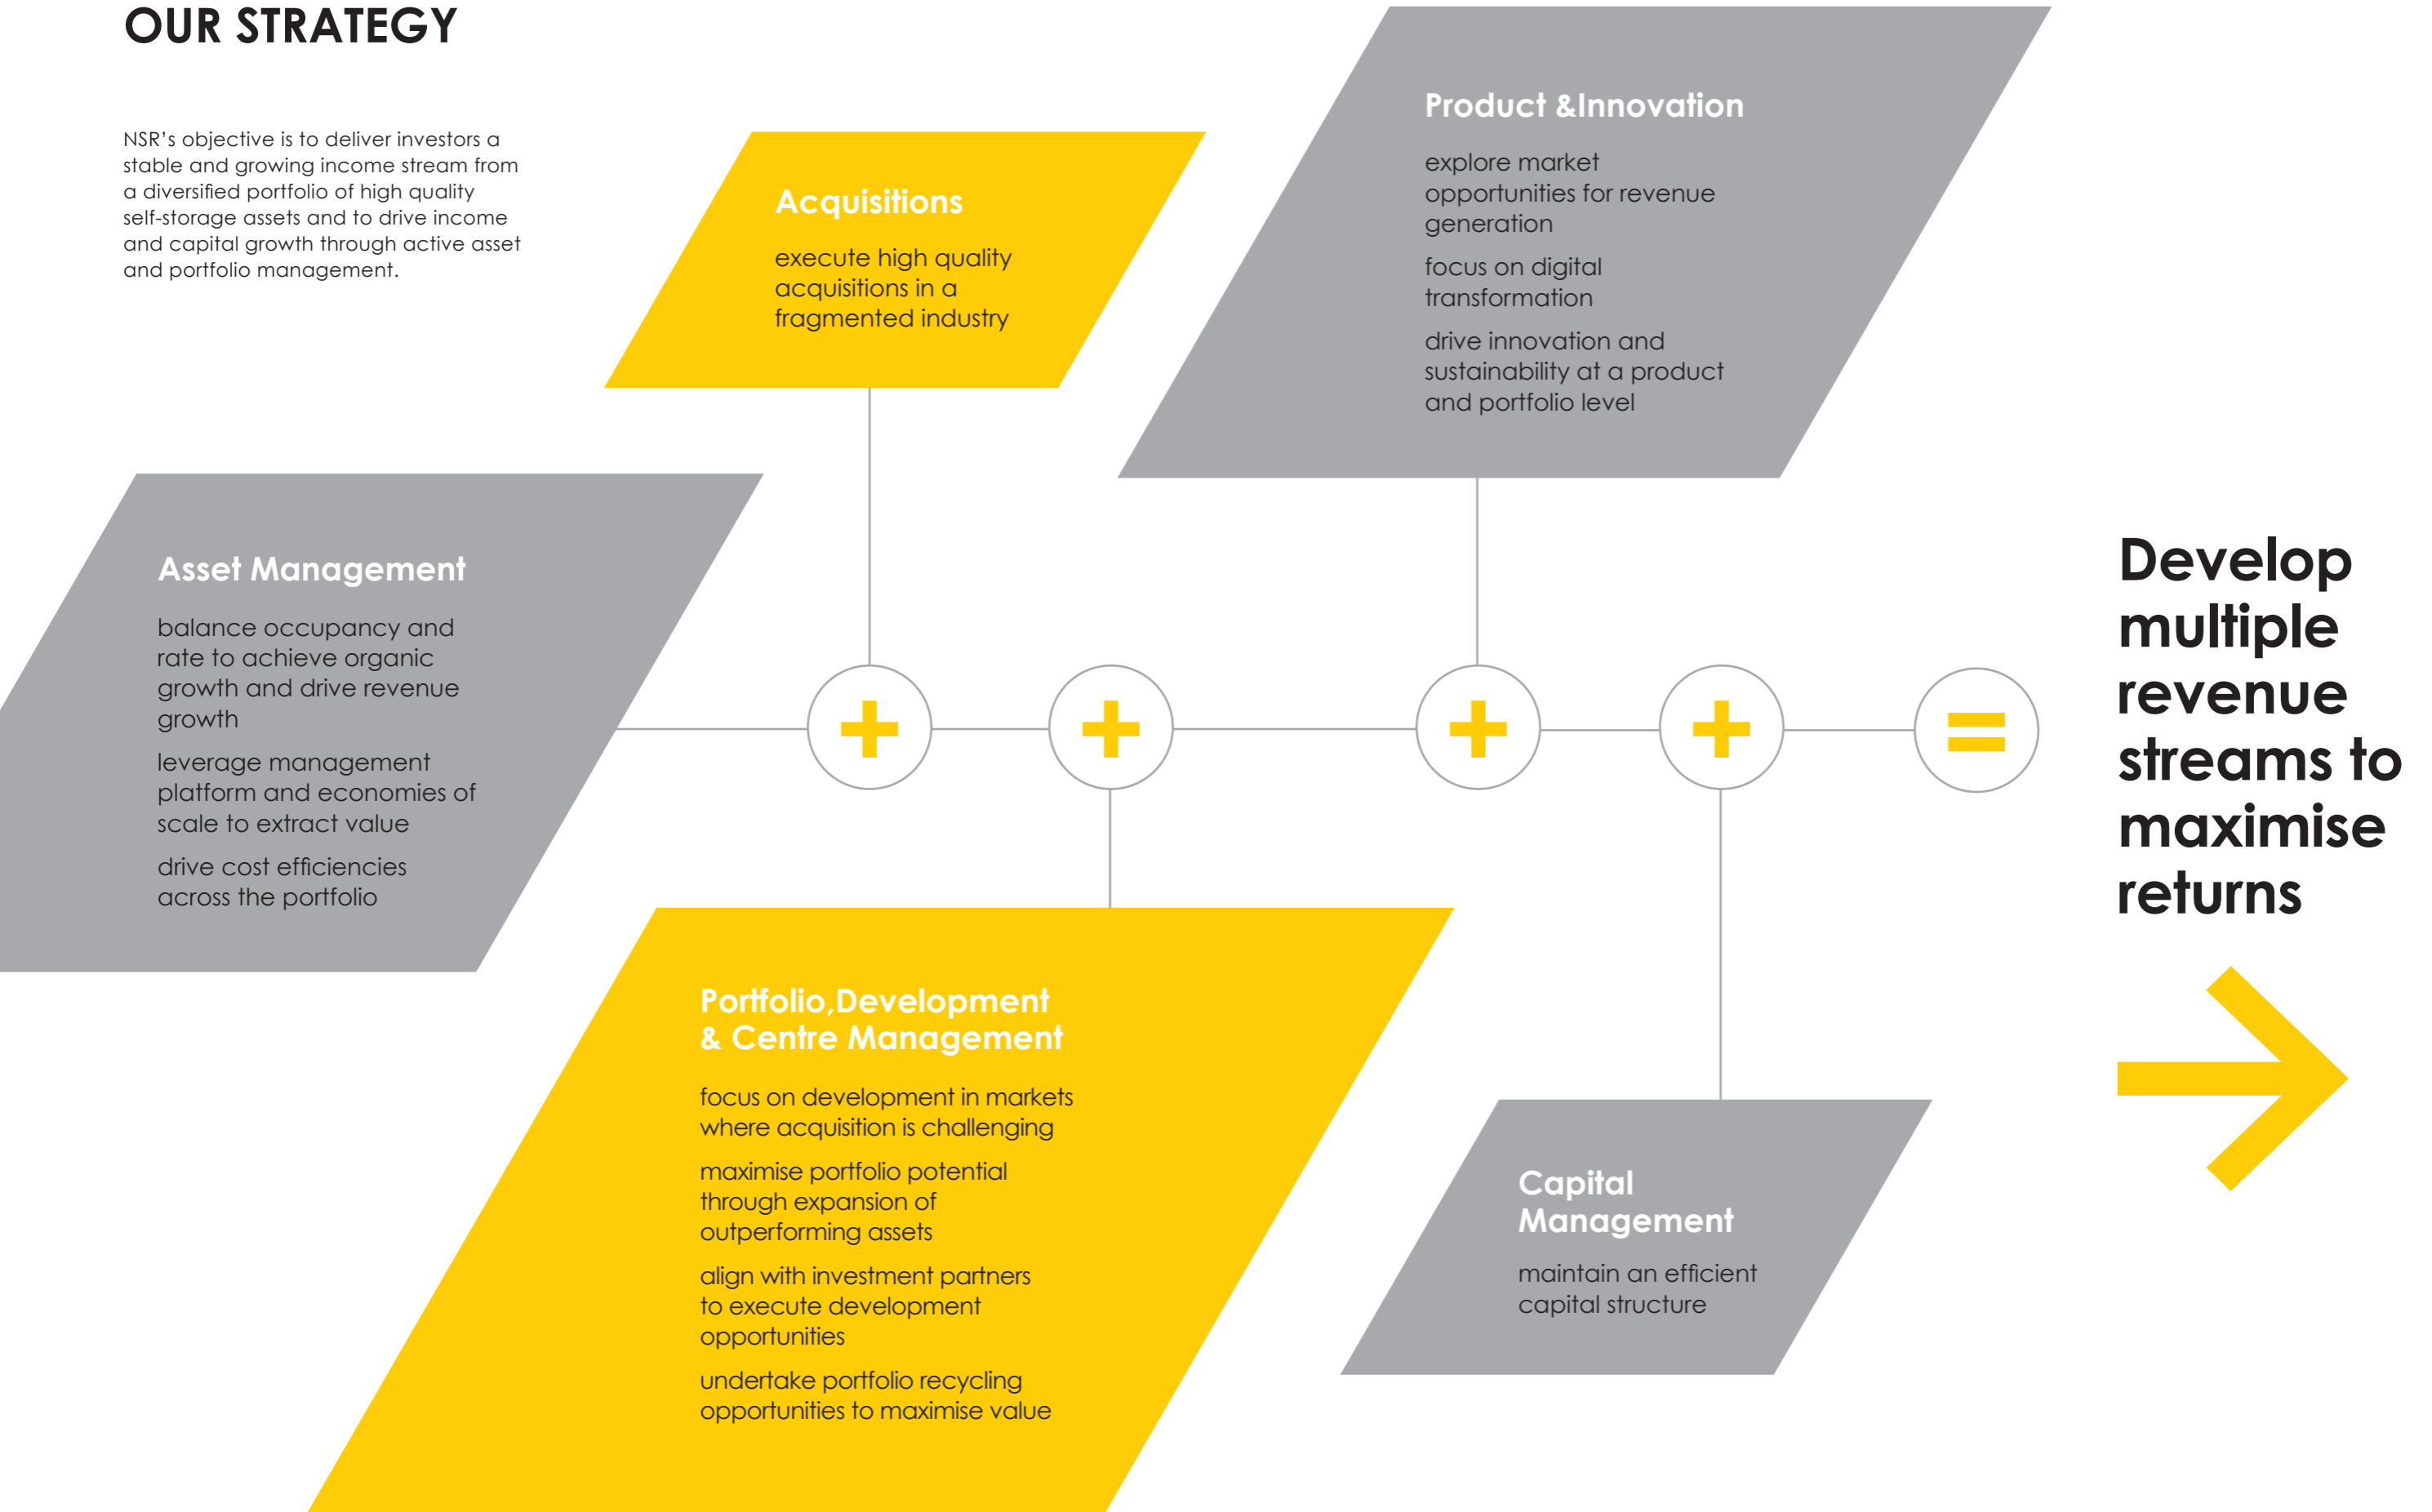 OUR STRATEGY
NSR's objective is to deliver investors a
stable and growing income stream from
a diversified portfolio of high quality
self-storage assets and to drive income
and capital growth through active asset
and portfolio management.
Asset Management
balance occupancy and
rate to achieve organic
growth and drive revenue
growth
leverage management
platform and economies of
scale to extract value
drive cost efficiencies
across the portfolio
+
Acquisitions
execute high quality
acquisitions in a
fragmented industry
+
Portfolio,Development
& Centre Management
focus on development in markets
where acquisition is challenging
maximise portfolio potential
through expansion of
outperforming assets
align with investment partners
to execute development
opportunities
undertake portfolio recycling
opportunities to maximise value
+
Product &Innovation
explore market
opportunities for revenue
generation
focus on digital
transformation
drive innovation and
sustainability at a product
and portfolio level
+
Capital
Management
maintain an efficient
capital structure
=
Develop
multiple
revenue
streams to
maximise
returns